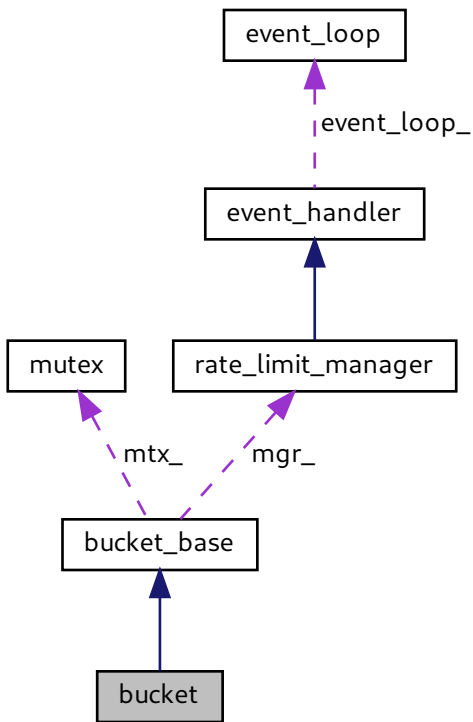 event_loop
event_loop_
event_handler
mutex
rate_limit_manager
mtx_
mgr_
bucket_base
bucket